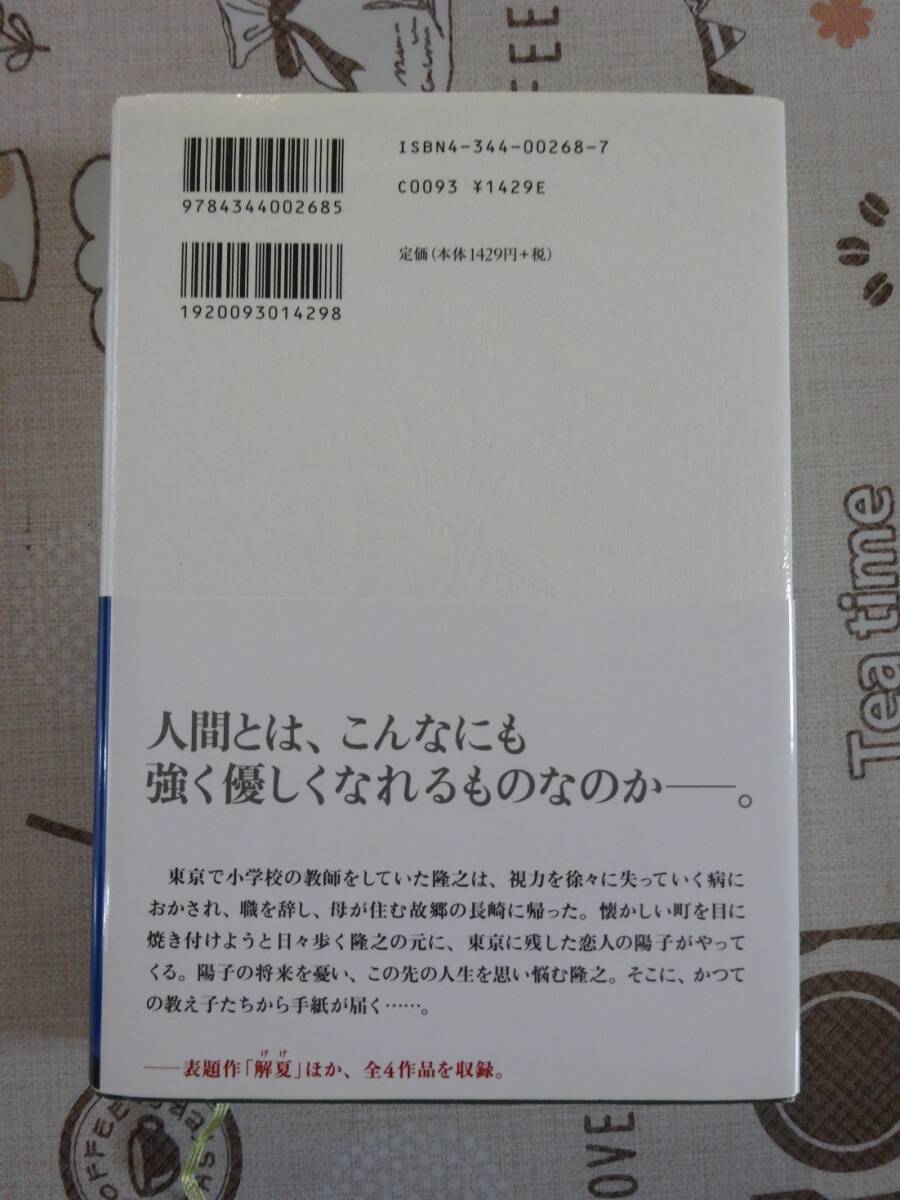 ISBN4-344-00268-7
C0093 ¥1429E
9784344002685
定価(本体1429円+税)
1920093014298
人間とは、こんなにも
強く優しくなれるものなのか――。
東京で小学校の教師をしていた隆之は、視力を徐々に失っていく病に
おかされ、職を辞し、母が住む故郷の長崎に帰った。懐かしい町を目に
焼き付けようと日々歩く隆之の元に、東京に残した恋人の陽子がやって
くる。陽子の将来を憂い、この先の人生を思い悩む隆之。そこに、かつて
の教え子たちから手紙が届く……。
げげ
――表題作「解夏」ほか、全4作品を収録。
Tea time
FEE
COFFEE
OVE